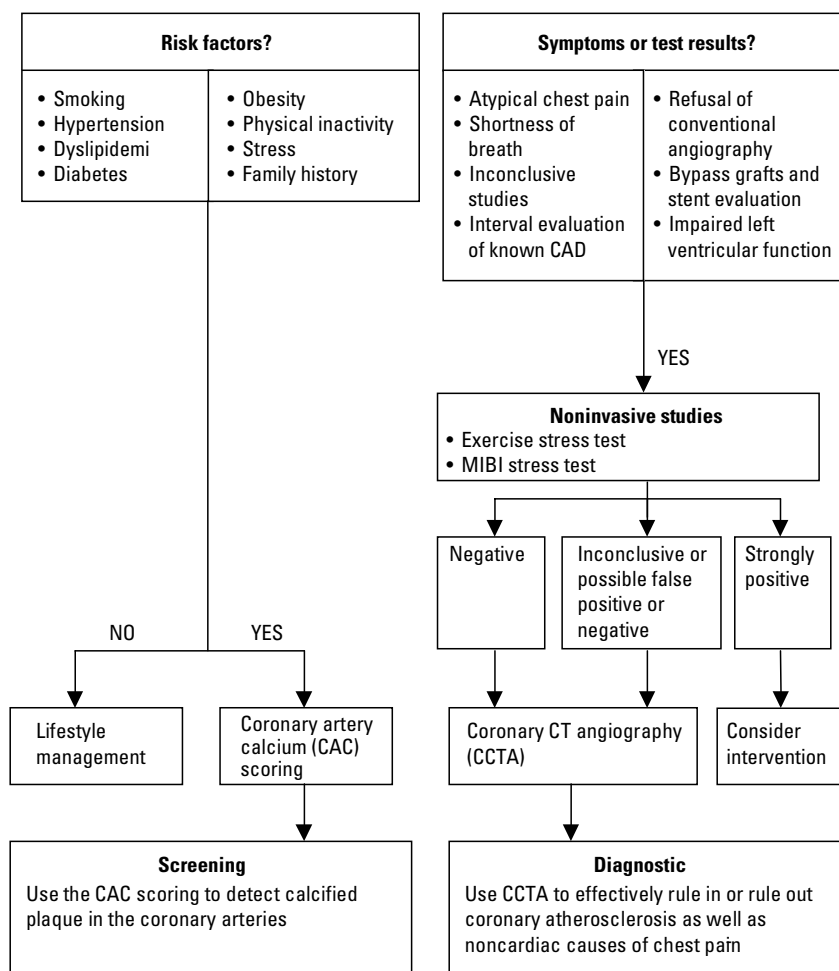 Risk factors?
• Smoking
• Hypertension
• Dyslipidemi
• Diabetes
• Obesity
• Physical inactivity
• Stress
• Family history
Symptoms or test results?
• Atypical chest pain
• Shortness of
breath
• Inconclusive
studies
• Interval evaluation
of known CAD
• Refusal of
conventional
angiography
• Bypass grafts and
stent evaluation
• Impaired left
ventricular function
YES
Noninvasive studies
• Exercise stress test
• MIBI stress test
Negative
Inconclusive or
possible false
positive or
negative
Strongly
positive
NO
YES
Lifestyle
management
Coronary artery
calcium (CAC)
scoring
Coronary CT angiography
(CCTA)
Consider
intervention
Screening
Use the CAC scoring to detect calcified
plaque in the coronary arteries
Diagnostic
Use CCTA to effectively rule in or rule out
coronary atherosclerosis as well as
noncardiac causes of chest pain